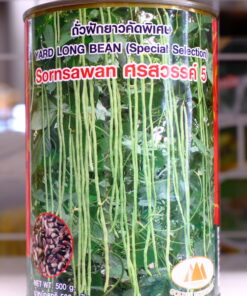 ถั่วฝักยาวคัดพิเศษ
YARD LONG BEAN (Special Selection)
Sornsawan ศรสวรรค์ 5
NET WT. 500 g